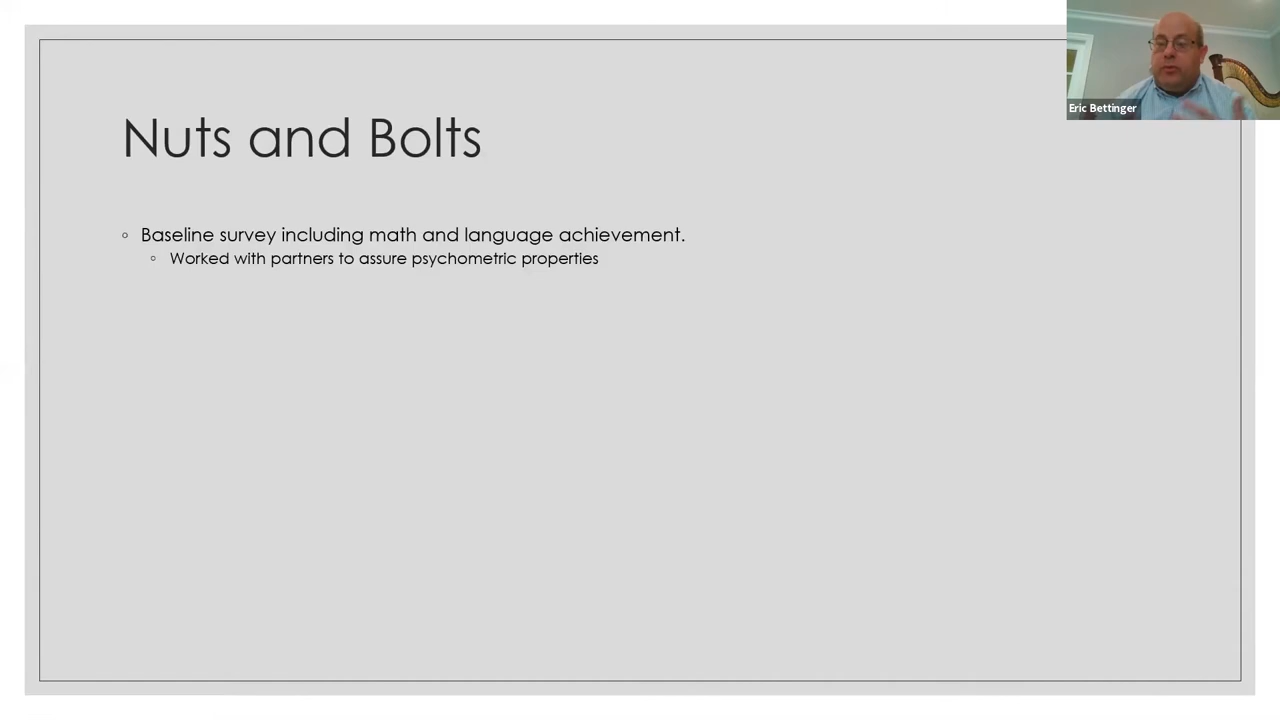 Eric Bettinger
Nuts and Bolts
◦ Baseline survey including math and language achievement.
◦ Worked with partners to assure psychometric properties